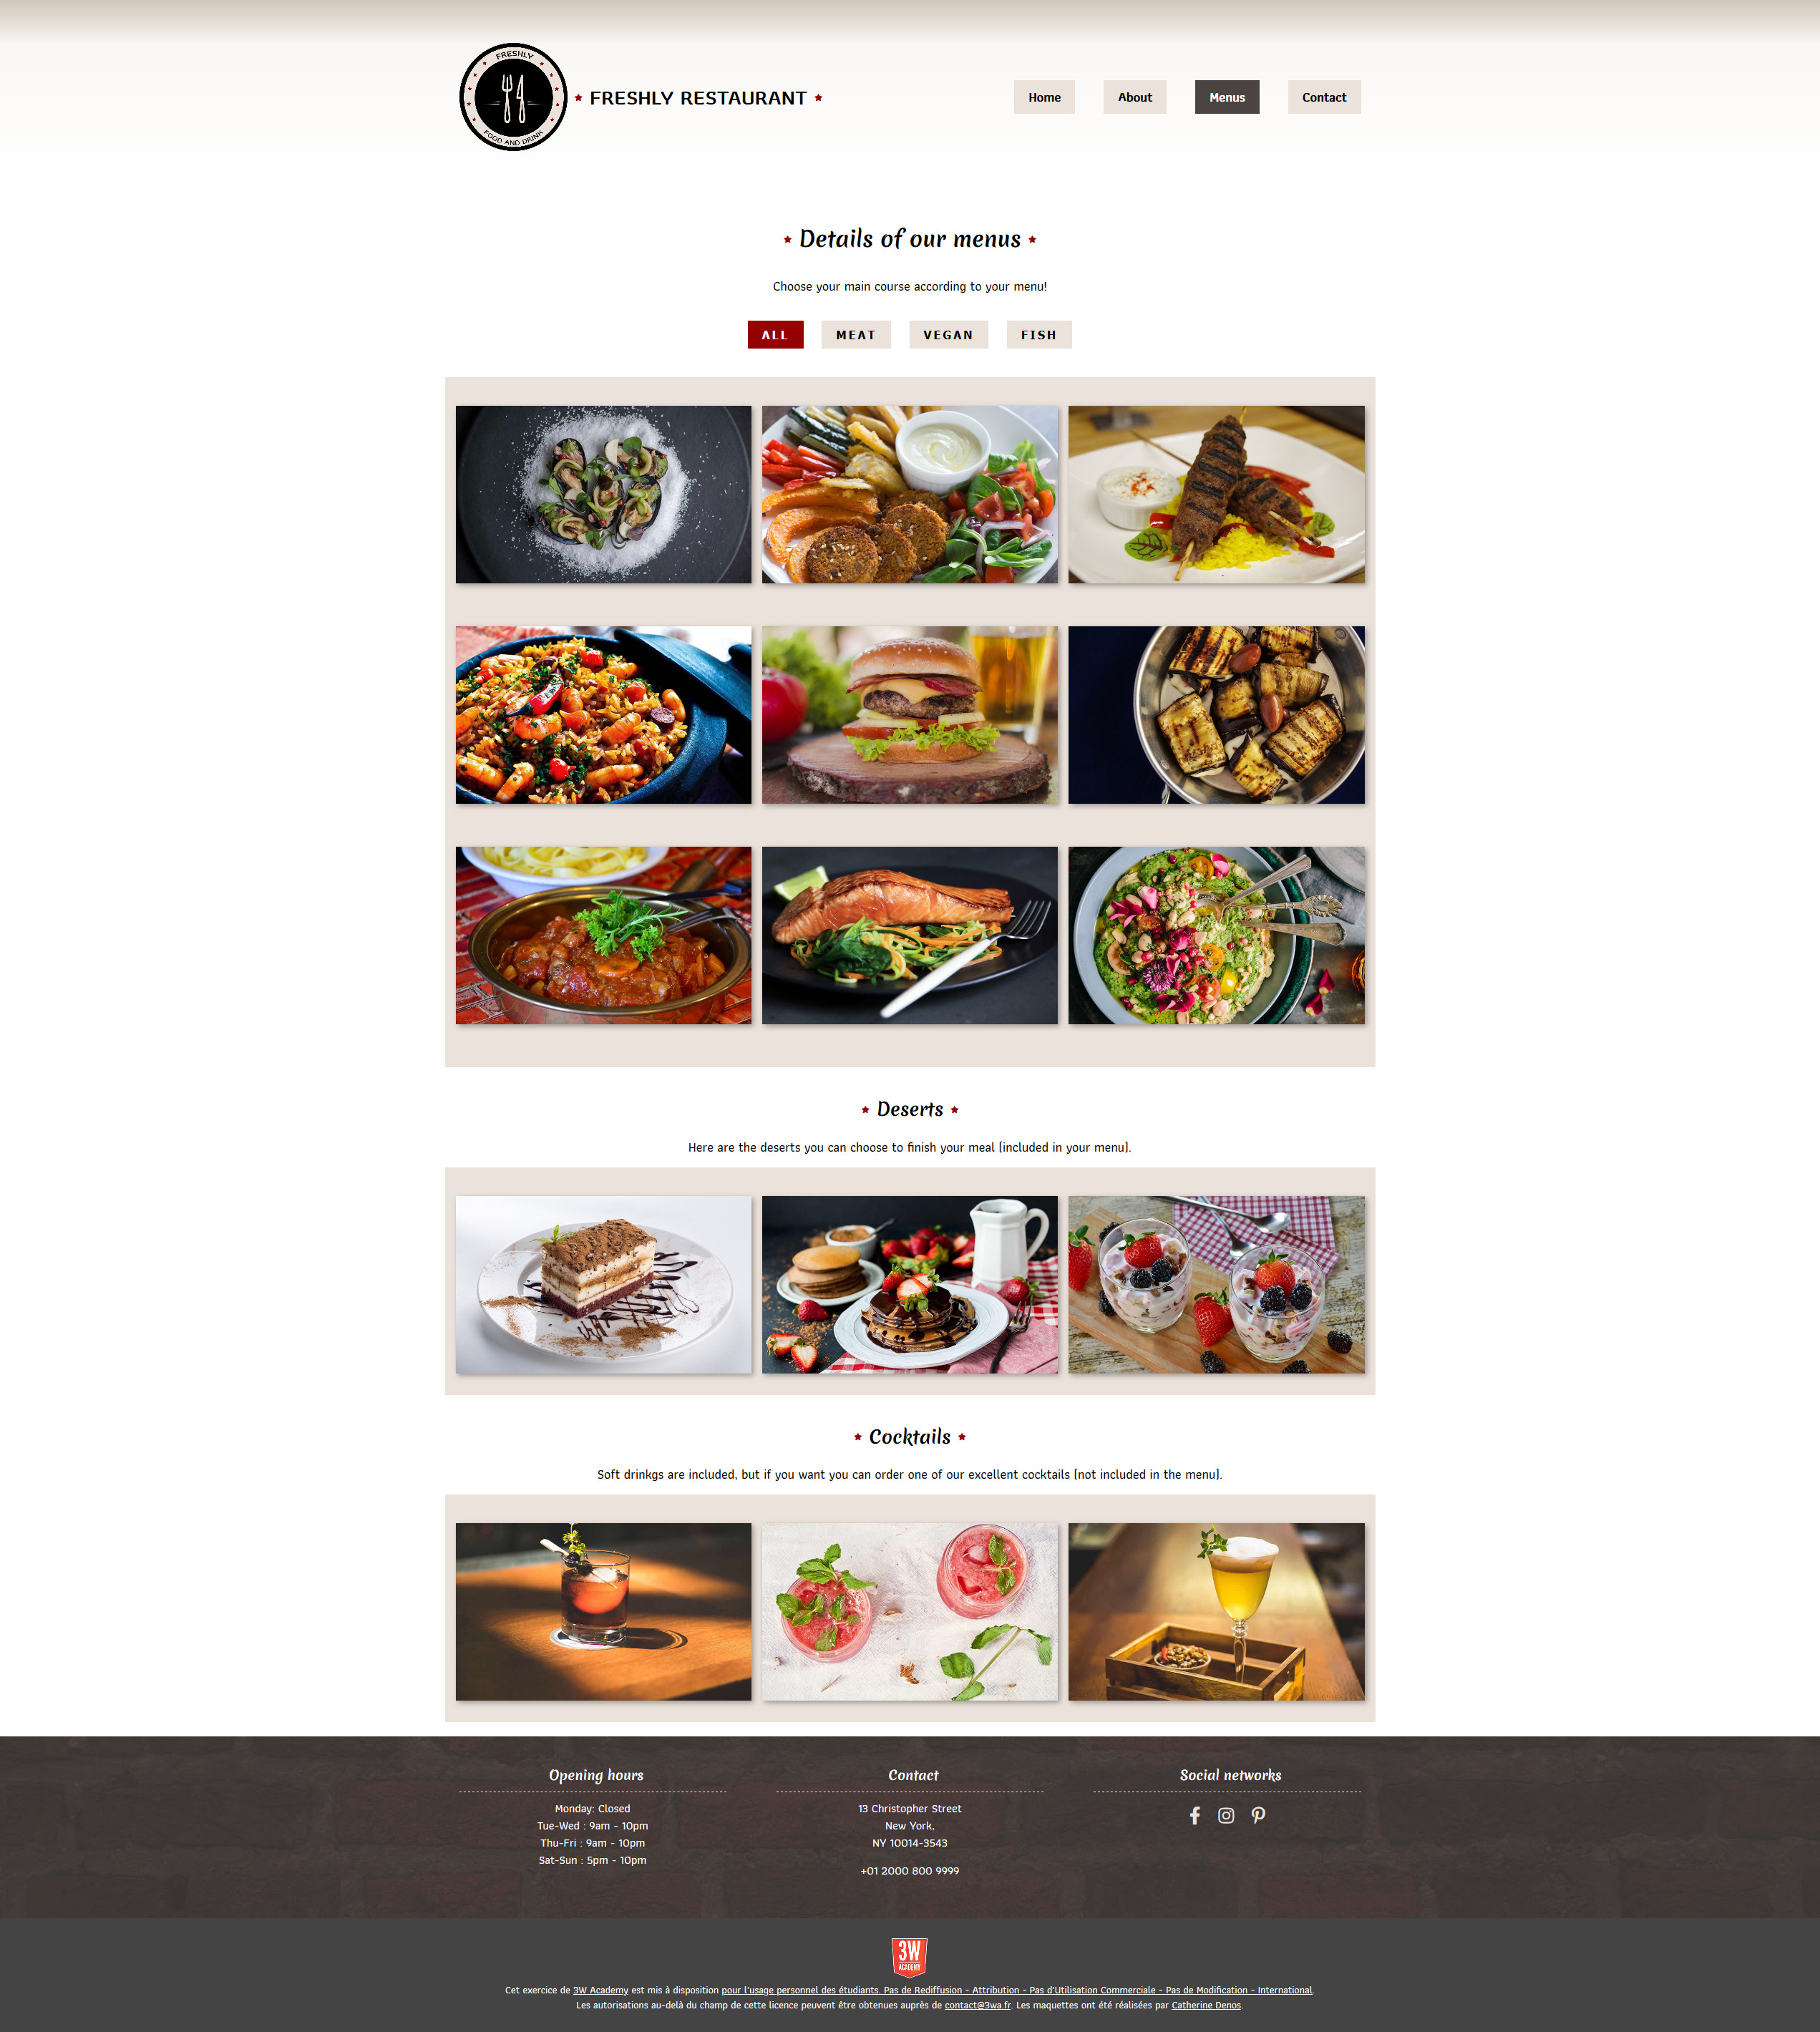 FRESHLY
FOOD AND DRINK
FRESHLY RESTAURANT
Home
About
Menus
Contact
Details of our menus
Choose your main course according to your menu!
ALL
MEAT
VEGAN
FISH
Deserts
Here are the deserts you can choose to finish your meal (included in your menu).
Cocktails
Soft drinkgs are included, but if you want you can order one of our excellent cocktails (not included in the menu).
Opening hours
Monday: Closed
Tue-Wed : 9am - 10pm
Thu-Fri : 9am - 10pm
Sat-Sun : 5pm - 10pm
Contact
13 Christopher Street
New York,
NY 10014-3543
+01 2000 800 9999
Social networks
3W
ACADEMY
Cet exercice de 3W Academy est mis à disposition pour l'usage personnel des étudiants. Pas de Rediffusion - Attribution - Pas d'Utilisation Commerciale - Pas de Modification - International.
Les autorisations au-delà du champ de cette licence peuvent être obtenues auprès de contact@3wa.fr. Les maquettes ont été réalisées par Catherine Denos.